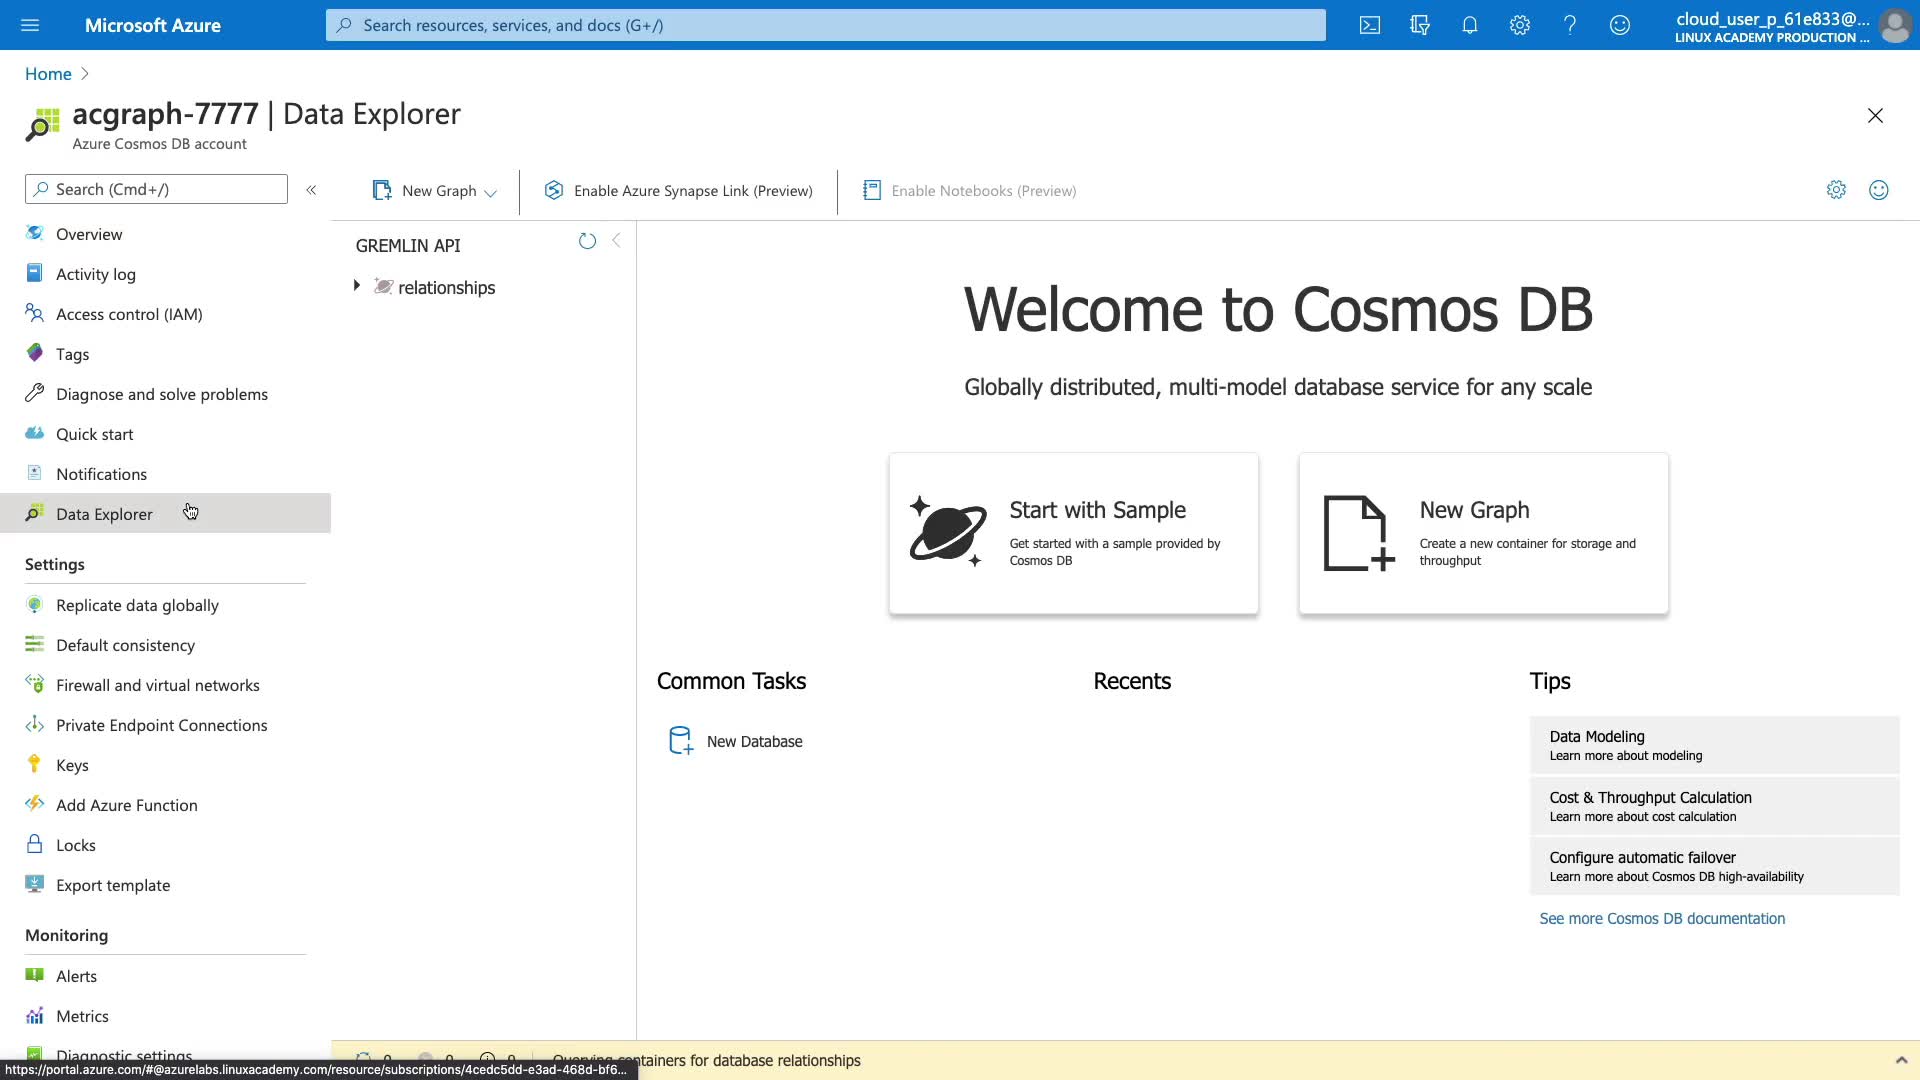 Microsoft Azure
Search resources, services, and docs (G+/)
cloud_user_p_61e833@...
LINUX ACADEMY PRODUCTION ...
Home
acgraph-7777 | Data Explorer
Azure Cosmos DB account
Search (Cmd+/)
«
New Graph
Enable Azure Synapse Link (Preview)
Enable Notebooks (Preview)
Overview
Activity log
Access control (IAM)
Tags
Diagnose and solve problems
Quick start
Notifications
Data Explorer
Settings
Replicate data globally
Default consistency
Firewall and virtual networks
Private Endpoint Connections
Keys
Add Azure Function
Locks
Export template
Monitoring
Alerts
Metrics
Diagnostic settings
GREMLIN API
relationships
Welcome to Cosmos DB
Globally distributed, multi-model database service for any scale
Start with Sample
Get started with a sample provided by
Cosmos DB
New Graph
Create a new container for storage and
throughput
Common Tasks
New Database
Recents
Tips
Data Modeling
Learn more about modeling
Cost & Throughput Calculation
Learn more about cost calculation
Configure automatic failover
Learn more about Cosmos DB high-availability
See more Cosmos DB documentation
0 0 0 Querying containers for database relationships
https://portal.azure.com/#@azurelabs.linuxacademy.com/resource/subscriptions/4cedc5dd-e3ad-468d-bf6...